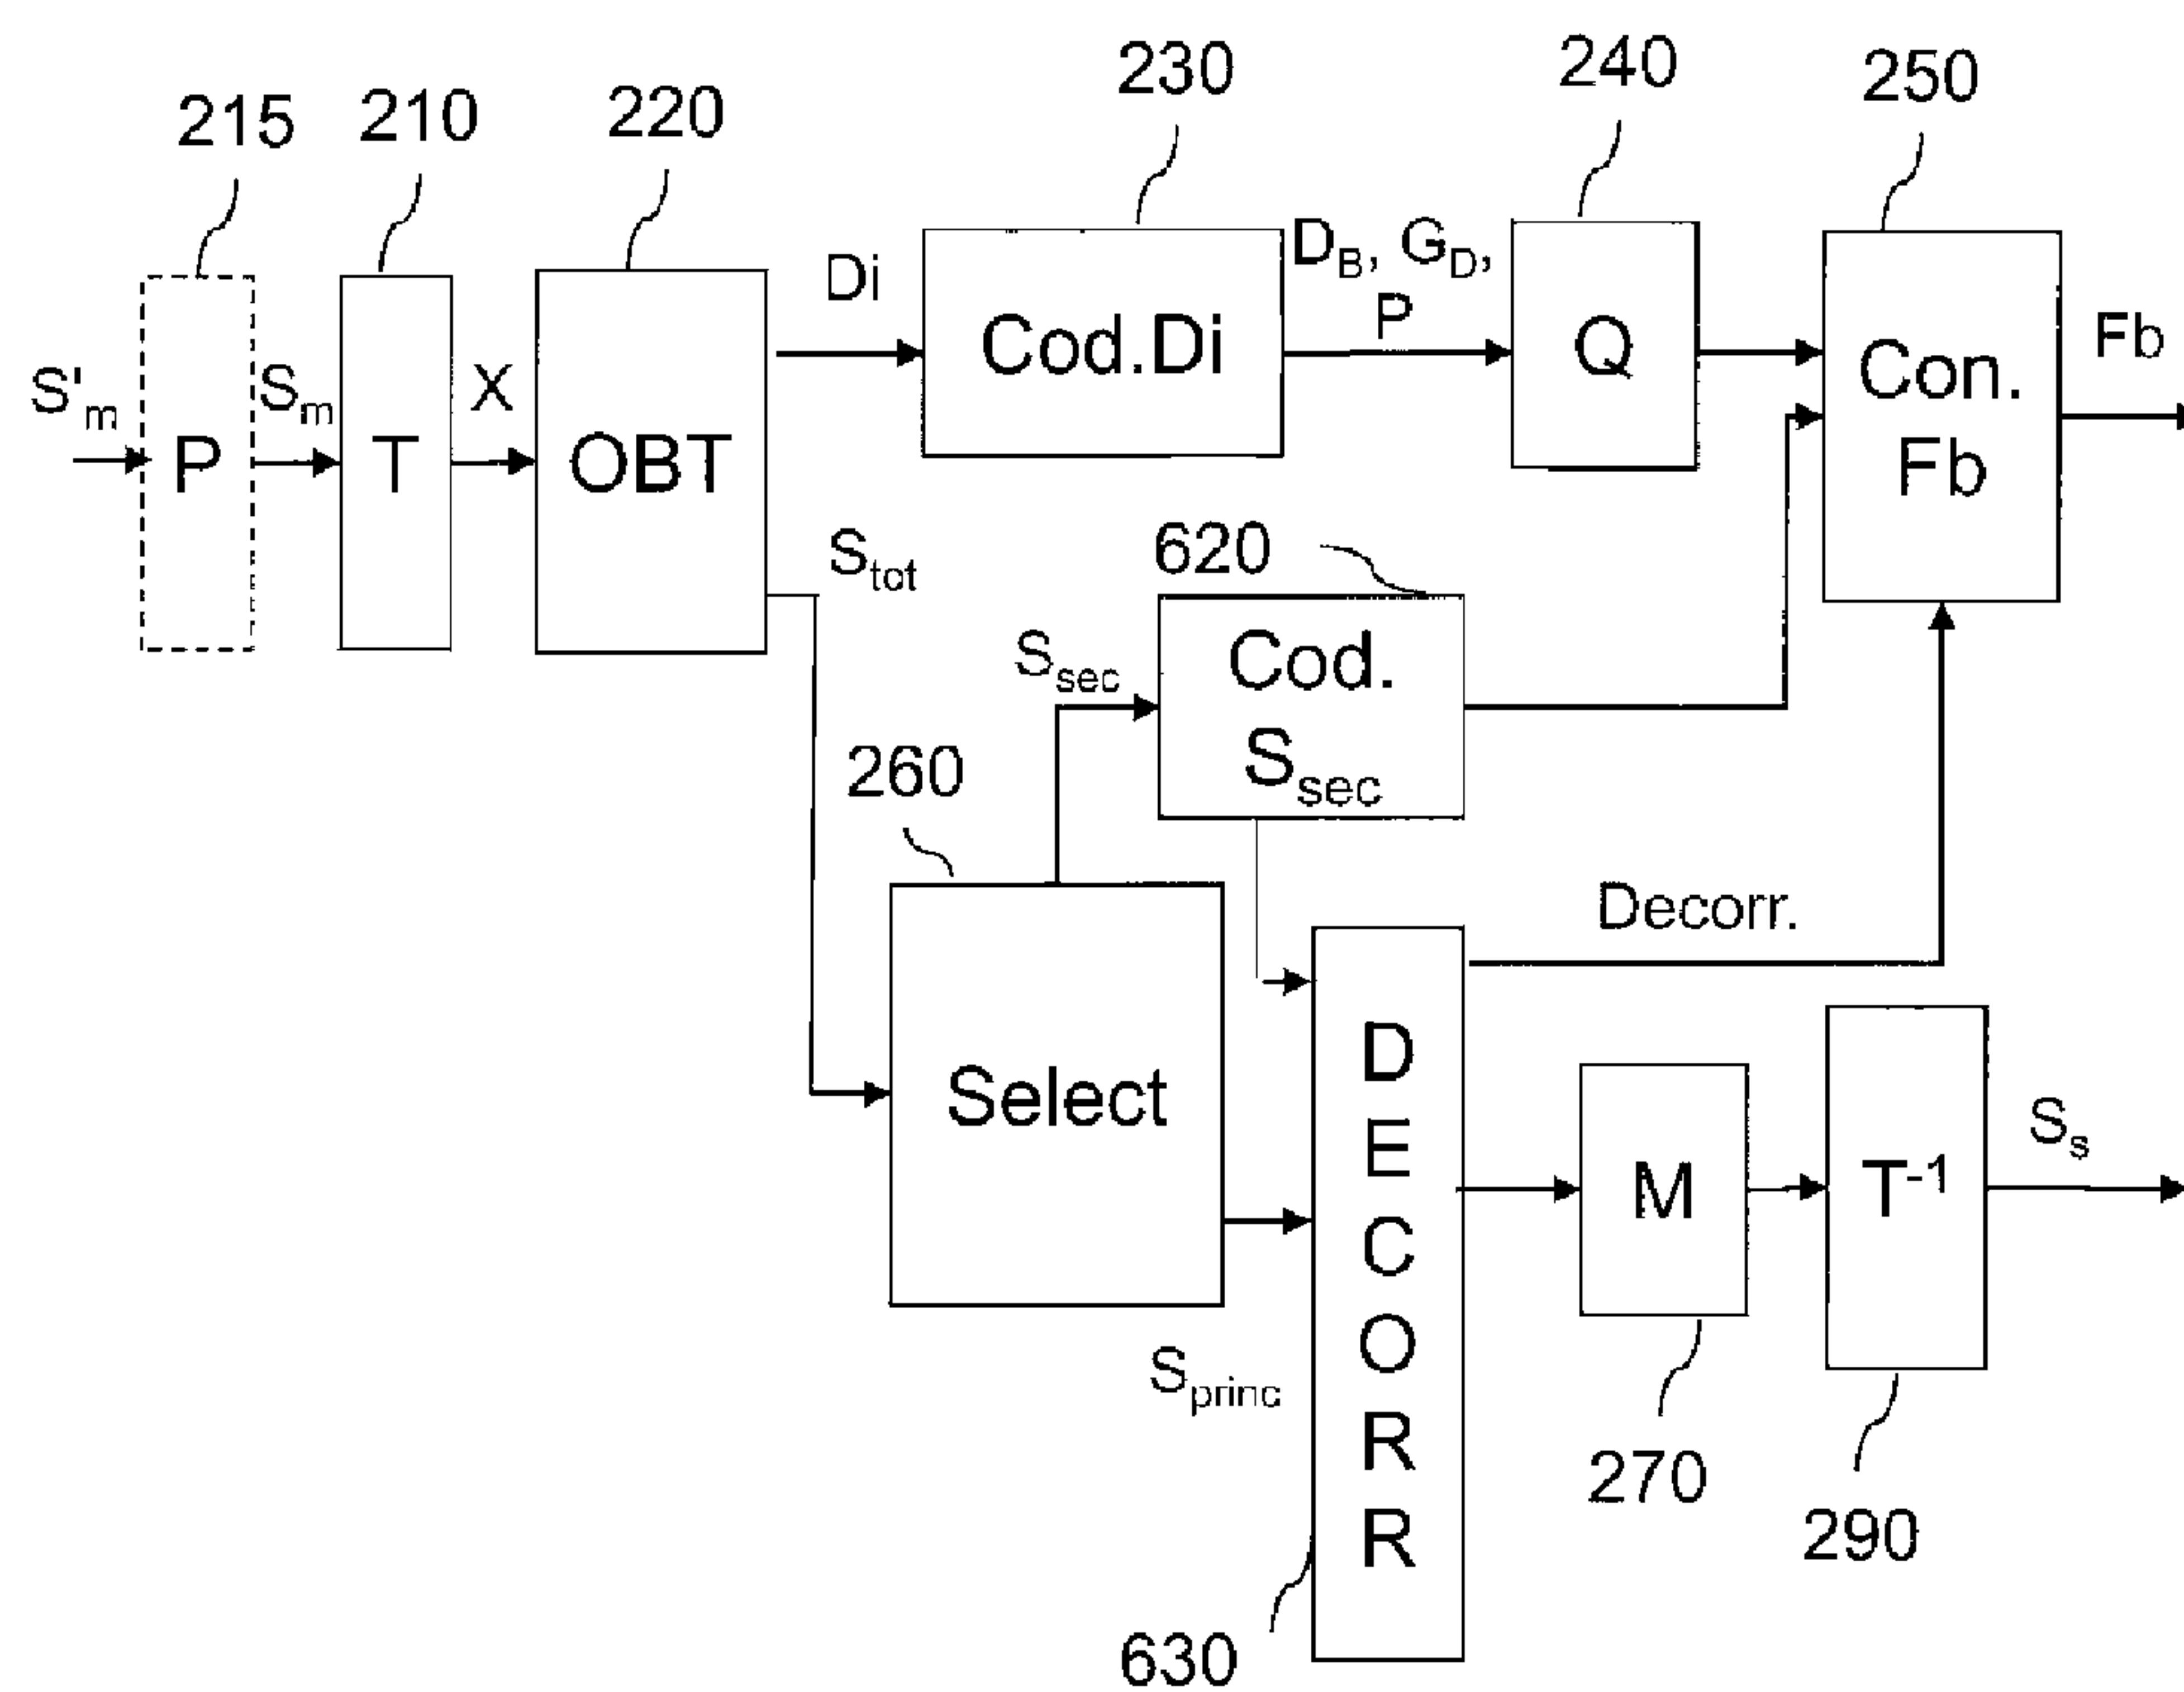 215
210
220
230
240
250
S'm
P
Sm
T
X
OBT
Di
Cod.Di
DB, GD,
P
Q
Con.
Fb
Fb
Stot
620
Ssec
Cod.
Ssec
260
Select
Decorr.
DECORR
Sprinc
M
T-1
Ss
270
290
630